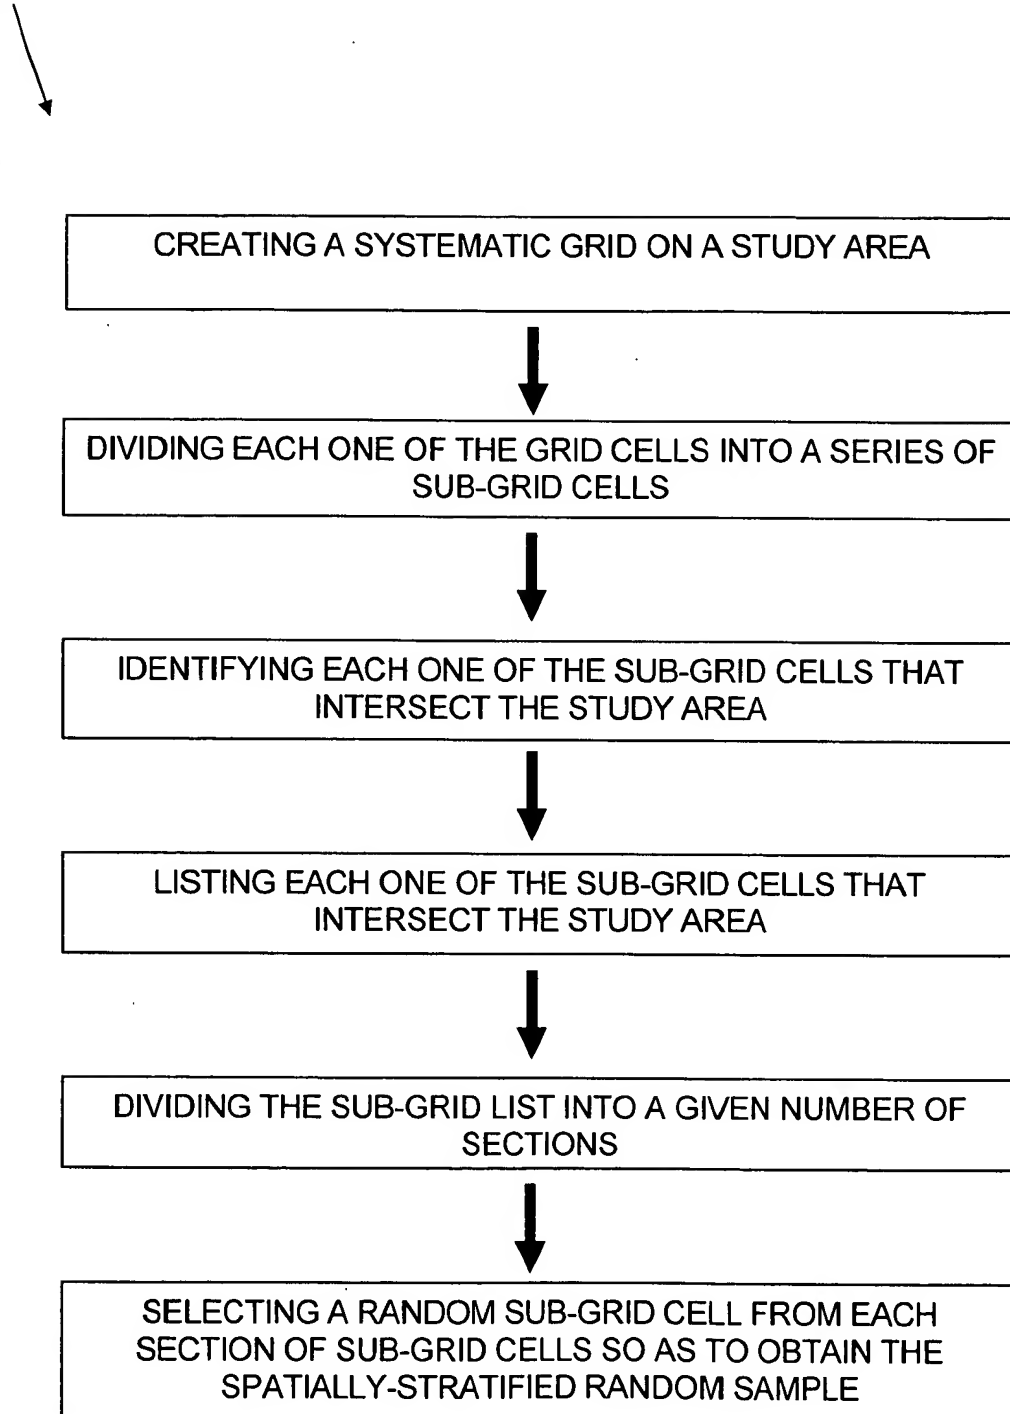 CREATING A SYSTEMATIC GRID ON A STUDY AREA
DIVIDING EACH ONE OF THE GRID CELLS INTO A SERIES OF
SUB-GRID CELLS
IDENTIFYING EACH ONE OF THE SUB-GRID CELLS THAT
INTERSECT THE STUDY AREA
LISTING EACH ONE OF THE SUB-GRID CELLS THAT
INTERSECT THE STUDY AREA
DIVIDING THE SUB-GRID LIST INTO A GIVEN NUMBER OF
SECTIONS
SELECTING A RANDOM SUB-GRID CELL FROM EACH
SECTION OF SUB-GRID CELLS SO AS TO OBTAIN THE
SPATIALLY-STRATIFIED RANDOM SAMPLE